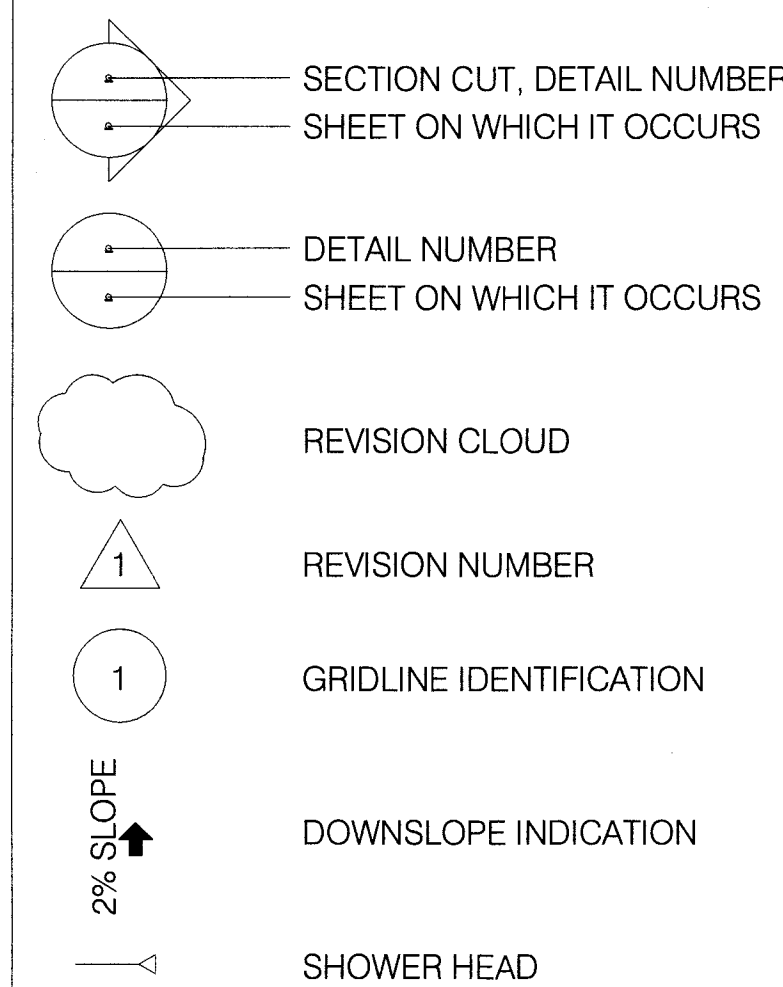 SECTION CUT, DETAIL NUMBER
SHEET ON WHICH IT OCCURS
DETAIL NUMBER
SHEET ON WHICH IT OCCURS
REVISION CLOUD
1
REVISION NUMBER
1
GRIDLINE IDENTIFICATION
2% SLOPE
DOWNSLOPE INDICATION
SHOWER HEAD